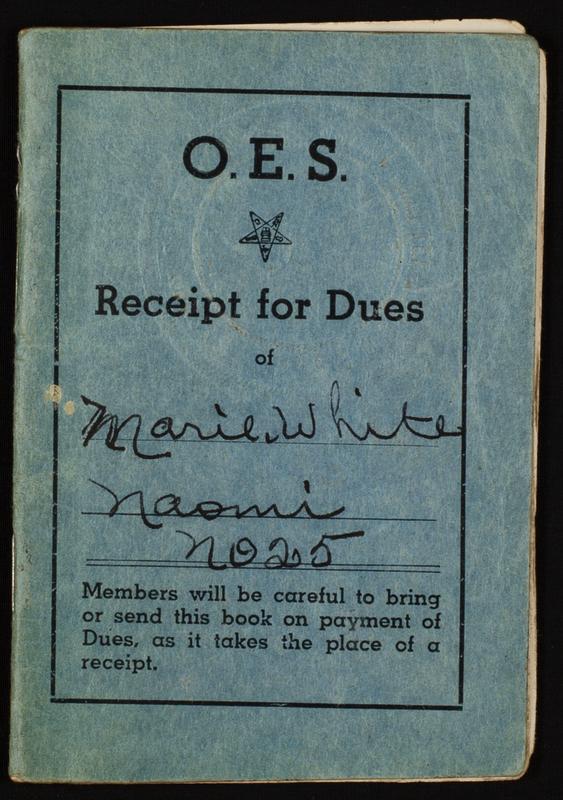 O. E. S.
Receipt for Dues
of
Marie White
Naomi
No 25
Members will be careful to bring
or send this book on payment of
Dues, as it takes the place of a
receipt.